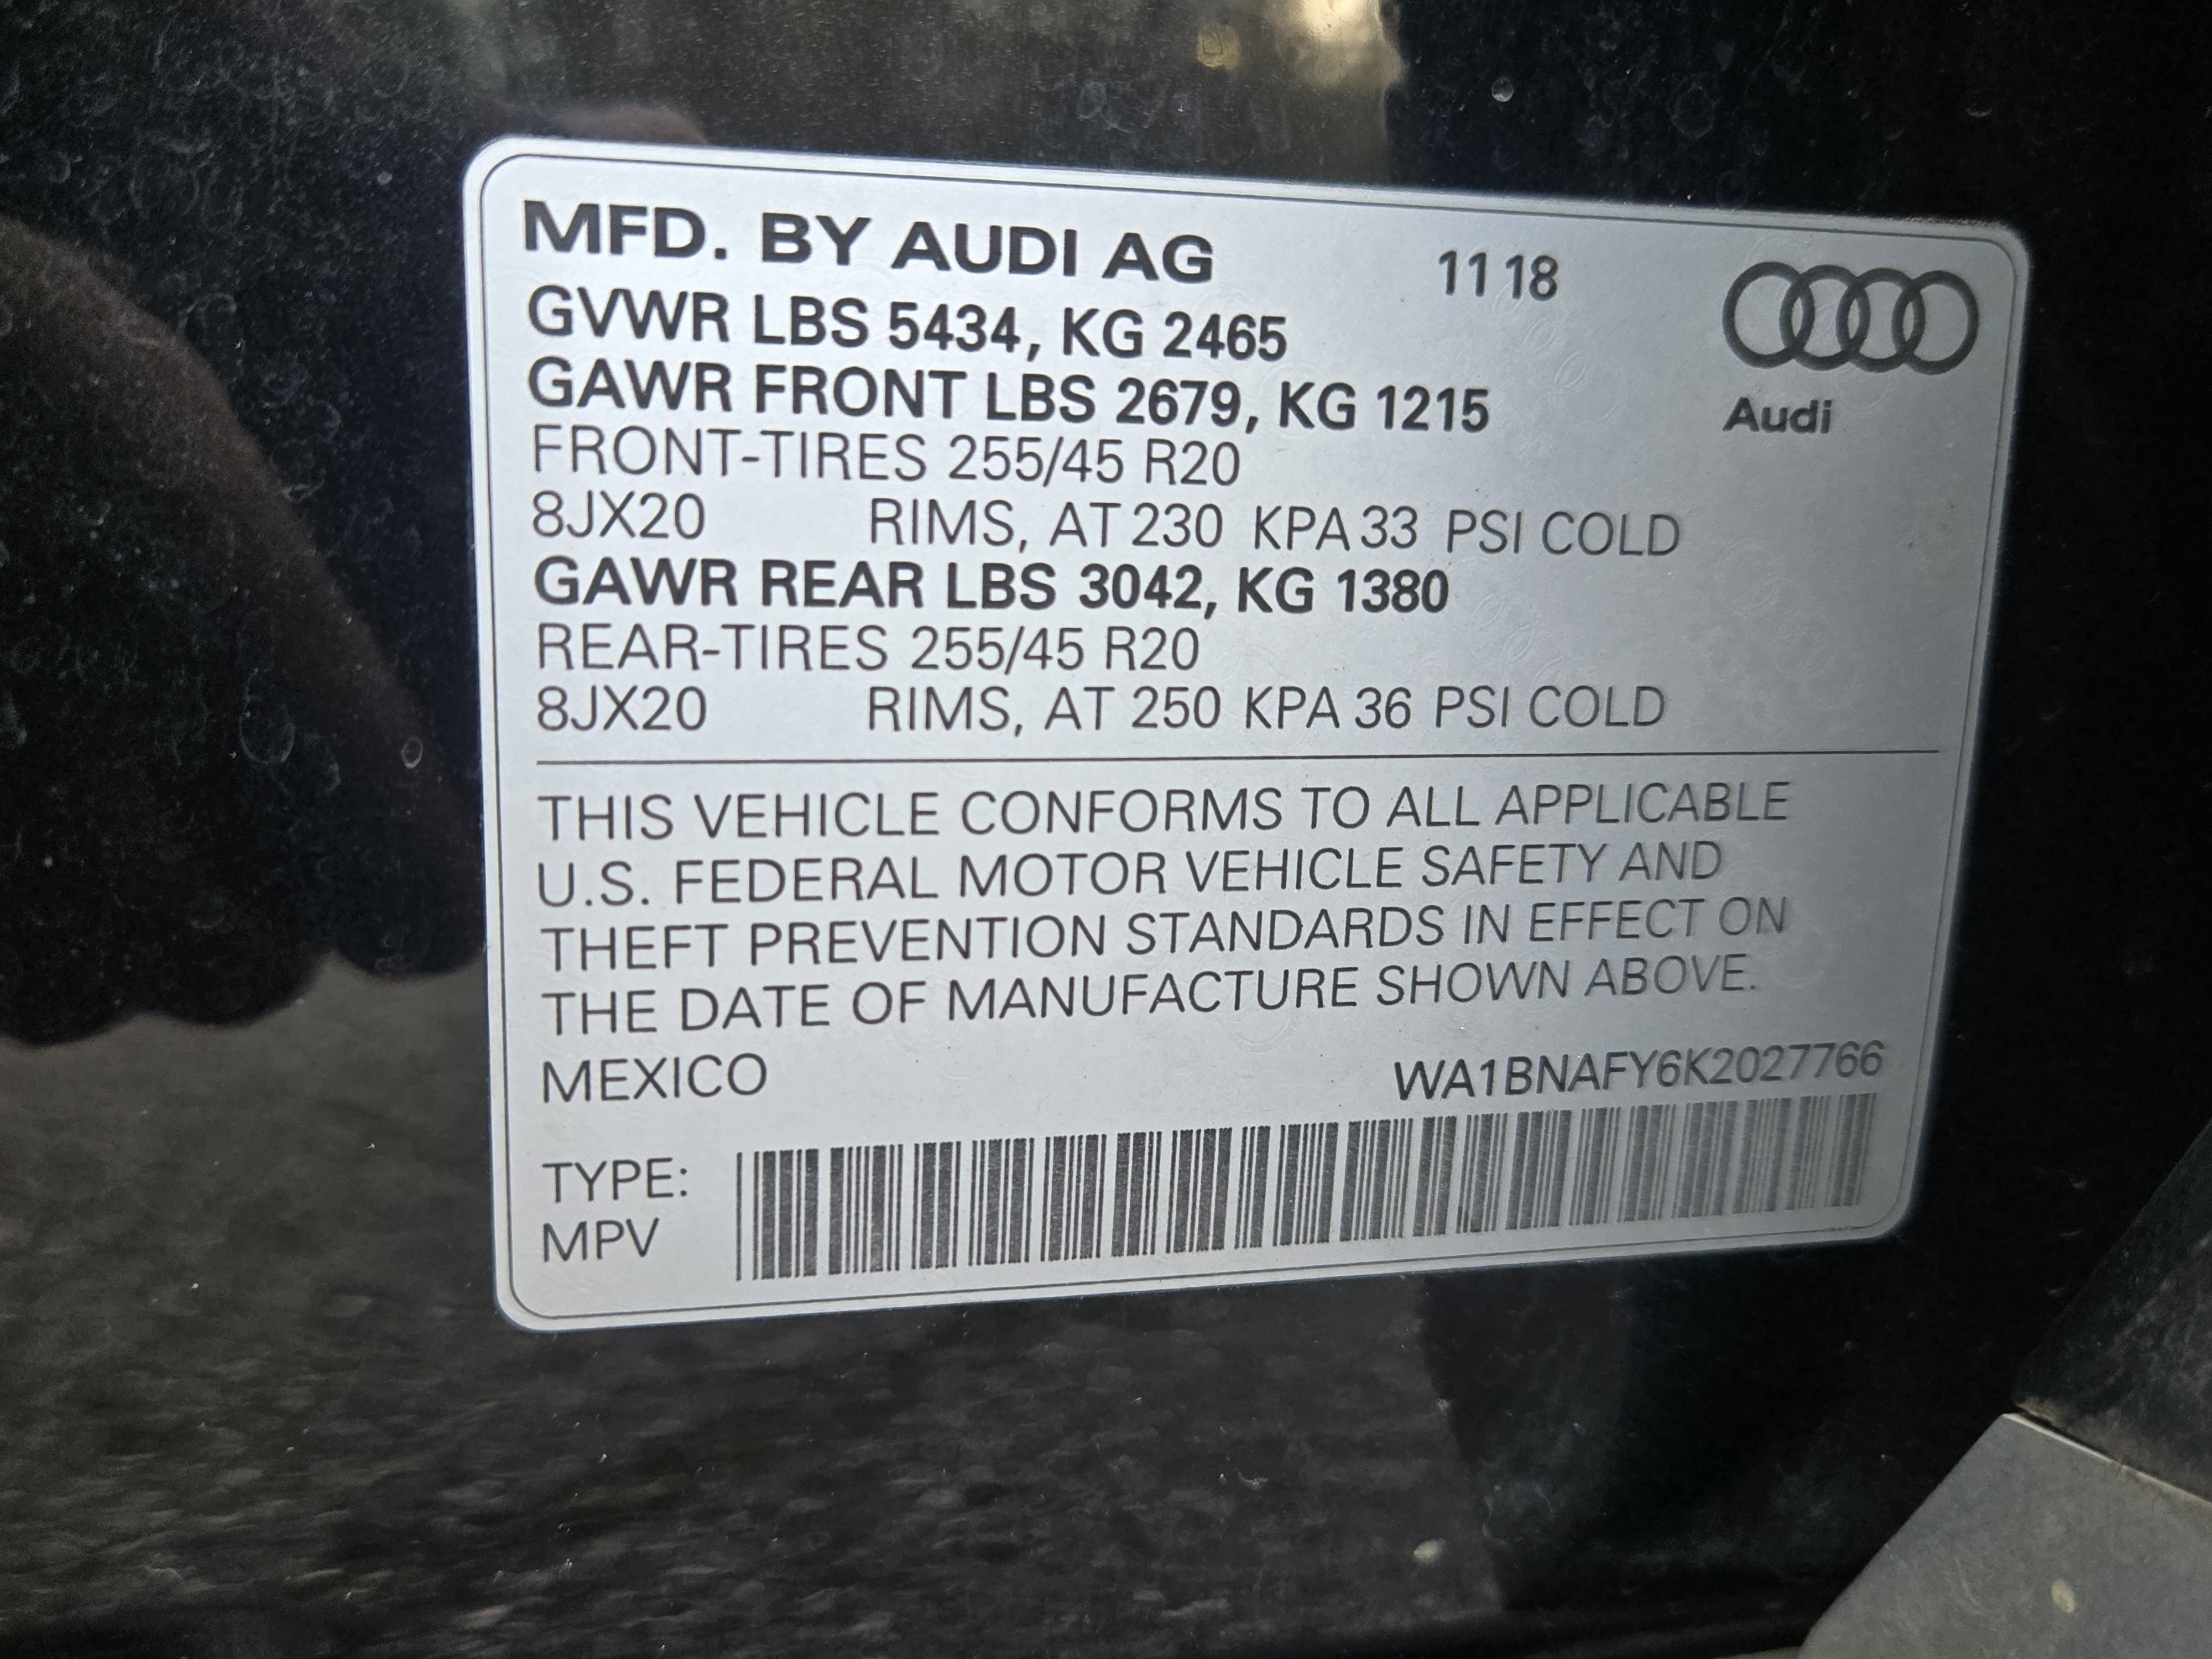 MFD. BY AUDI AG 11 18
GVWR LBS 5434, KG 2465
GAWR FRONT LBS 2679, KG 1215
Audi
FRONT-TIRES 255/45 R20
8JX20 RIMS, AT 230 KPA 33 PSI COLD
GAWR REAR LBS 3042, KG 1380
REAR-TIRES 255/45 R20
8JX20 RIMS, AT 250 KPA 36 PSI COLD
THIS VEHICLE CONFORMS TO ALL APPLICABLE
U.S. FEDERAL MOTOR VEHICLE SAFETY AND
THEFT PREVENTION STANDARDS IN EFFECT ON
THE DATE OF MANUFACTURE SHOWN ABOVE.
MEXICO WA1BNAFY6K2027766
TYPE:
MPV